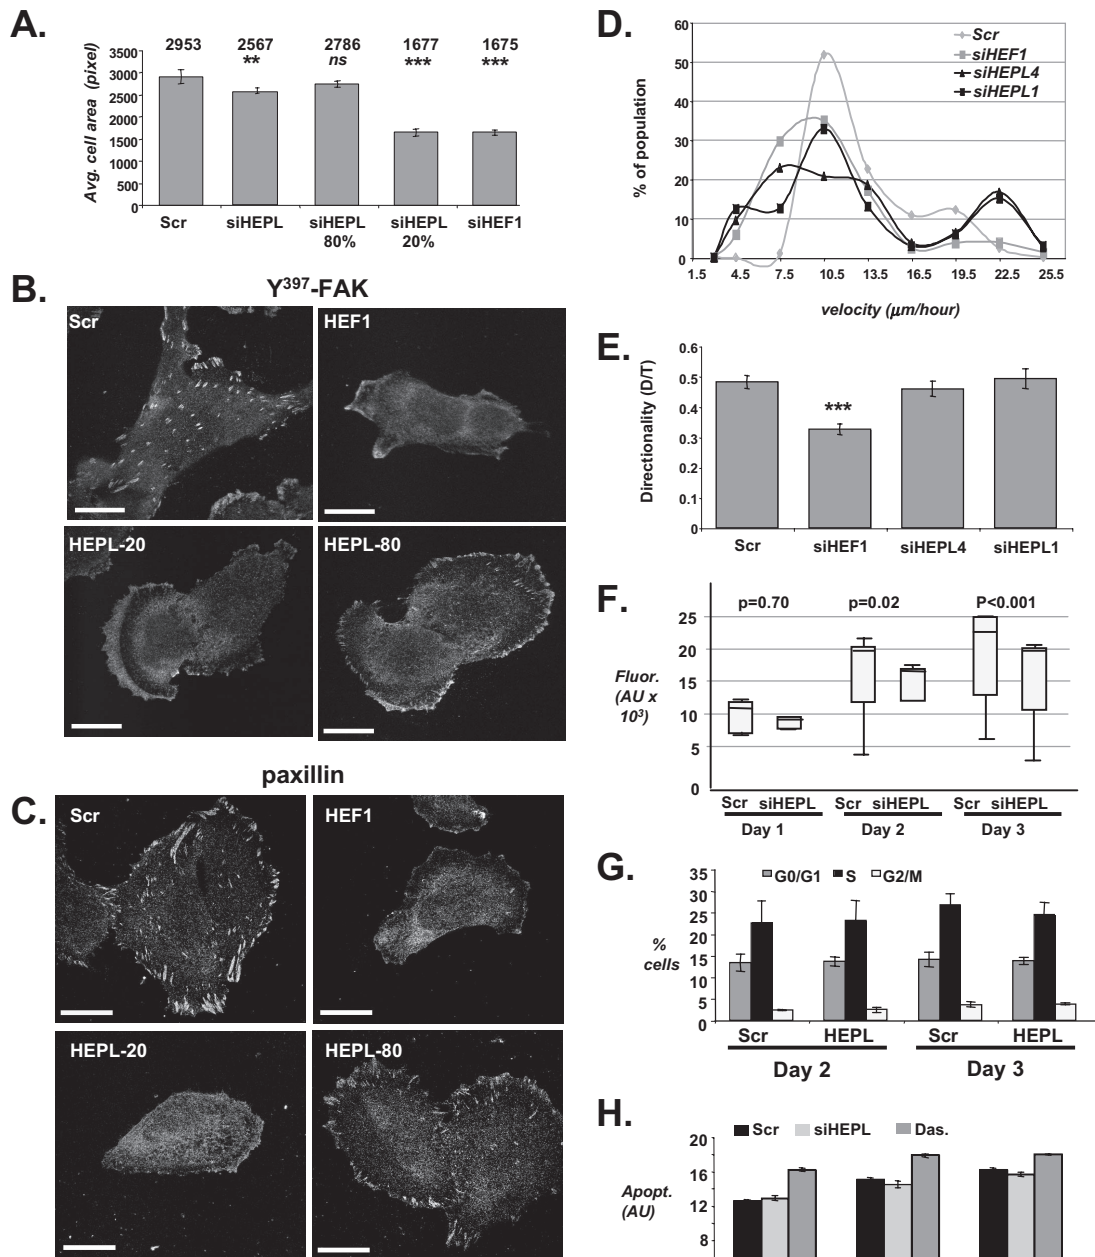 A.
Avg. cell area (pixel)
3500
3000
2500
2000
1500
1000
500
0
2953 2567 2786 1677 1675
** ns *** ***
Scr siHEPL siHEPL siHEPL siHEF1
80% 20%
B.
Y397-FAK
Scr HEF1
HEPL-20 HEPL-80
C.
paxillin
Scr HEF1
HEPL-20 HEPL-80
D.
% of population
60
50
40
30
20
10
0
Scr
siHEF1
siHEPL4
siHEPL1
1.5 4.5 7.5 10.5 13.5 16.5 19.5 22.5 25.5
velocity (μm/hour)
E.
Directionality (D/T)
0.6
0.5
0.4
0.3
0.2
0.1
0
***
Scr siHEF1 siHEPL4 siHEPL1
F.
p=0.70 p=0.02 P<0.001
Fluor.
(AU x
10³)
25
20
15
10
5
0
Scr siHEPL Scr siHEPL Scr siHEPL
Day 1 Day 2 Day 3
G.
G0/G1 S G2/M
%
cells
35
30
25
20
15
10
5
0
Scr HEPL Scr HEPL
Day 2 Day 3
H.
Scr siHEPL Das.
Apopt.
(AU)
20
16
12
8